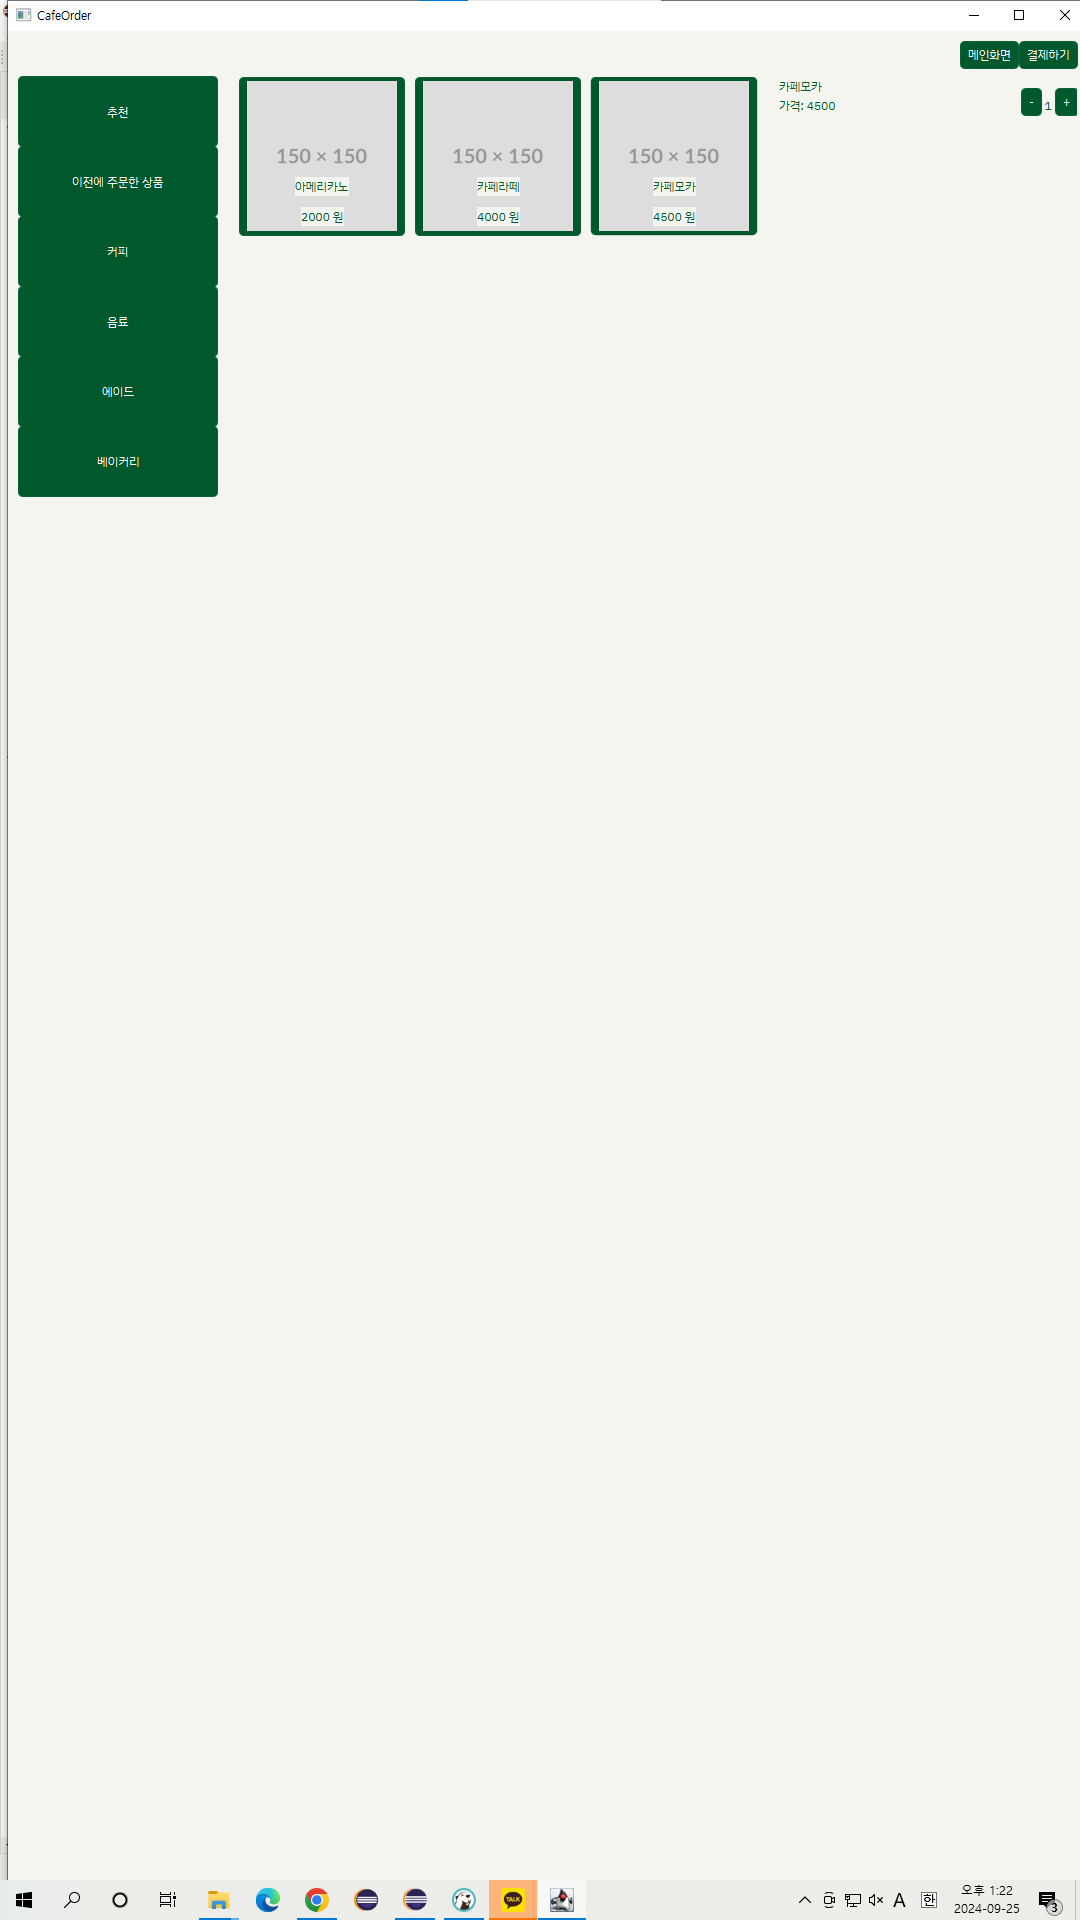 CafeOrder
메인화면 결제하기
추천
이전에 주문한 상품
커피
음료
에이드
베이커리
150 × 150
아메리카노
2000 원
150 × 150
카페라떼
4000 원
150 × 150
카페모카
4500 원
카페모카
가격: 4500
- 1 +
TALK
A 한
오후 1:22
2024-09-25
3